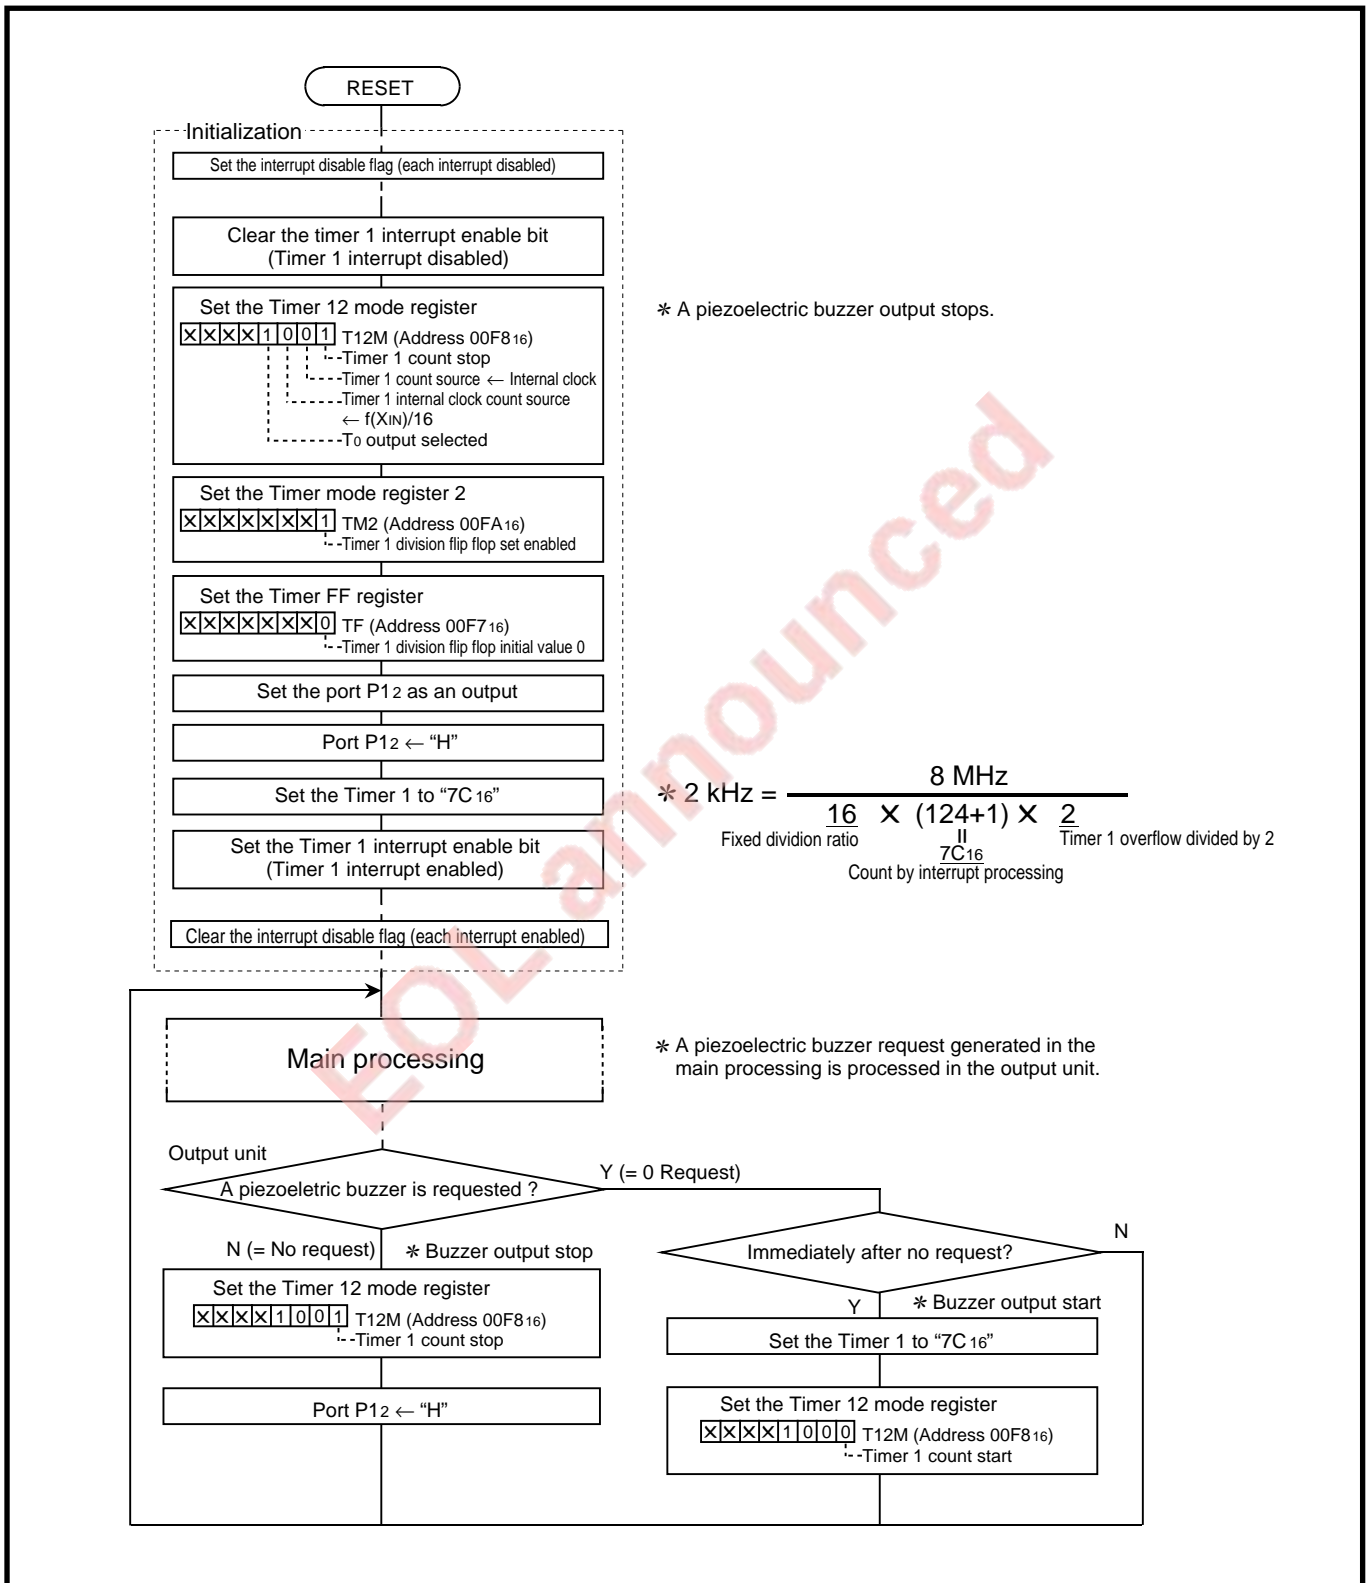 RESET
Initialization
Set the interrupt disable flag (each interrupt disabled)
Clear the timer 1 interrupt enable bit
(Timer 1 interrupt disabled)
Set the Timer 12 mode register
✕✕✕✕1001 T12M (Address 00F816)
Timer 1 count stop
Timer 1 count source ← Internal clock
Timer 1 internal clock count source
← f(XIN)/16
T0 output selected
* A piezoelectric buzzer output stops.
Set the Timer mode register 2
✕✕✕✕✕✕✕1 TM2 (Address 00FA16)
Timer 1 division flip flop set enabled
Set the Timer FF register
✕✕✕✕✕✕✕0 TF (Address 00F716)
Timer 1 division flip flop initial value 0
Set the port P12 as an output
Port P12 ← “H”
Set the Timer 1 to “7C16”
Set the Timer 1 interrupt enable bit
(Timer 1 interrupt enabled)
Clear the interrupt disable flag (each interrupt enabled)
8 MHz
* 2 kHz =
16 ✕ (124+1) ✕ 2
Fixed dividion ratio = Timer 1 overflow divided by 2
7C16
Count by interrupt processing
EOL announced
Main processing
* A piezoelectric buzzer request generated in the
main processing is processed in the output unit.
Output unit
A piezoeletric buzzer is requested ?
Y (= 0 Request)
N (= No request) * Buzzer output stop
Set the Timer 12 mode register
✕✕✕✕1001 T12M (Address 00F816)
Timer 1 count stop
Port P12 ← “H”
Immediately after no request?
N
Y * Buzzer output start
Set the Timer 1 to “7C16”
Set the Timer 12 mode register
✕✕✕✕1000 T12M (Address 00F816)
Timer 1 count start